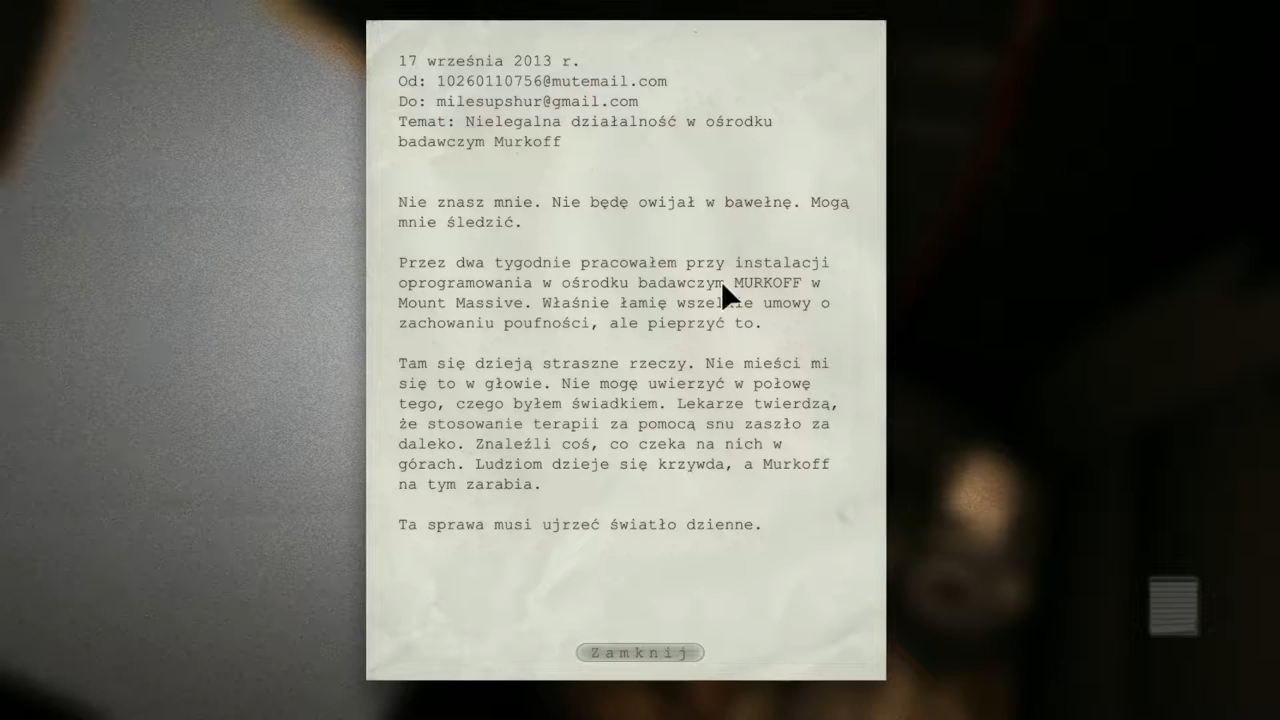 17 września 2013 r.
Od: 10260110756@mutemail.com
Do: milesupshur@gmail.com
Temat: Nielegalna działalność w ośrodku
badawczym Murkoff
Nie znasz mnie. Nie będę owijał w bawełnę. Mogą
mnie śledzić.
Przez dwa tygodnie pracowałem przy instalacji
oprogramowania w ośrodku badawczym MURKOFF w
Mount Massive. Właśnie łamię wszelkie umowy o
zachowaniu poufności, ale pieprzyć to.
Tam się dzieją straszne rzeczy. Nie mieści mi
się to w głowie. Nie mogę uwierzyć w połowę
tego, czego byłem świadkiem. Lekarze twierdzą,
że stosowanie terapii za pomocą snu zaszło za
daleko. Znaleźli coś, co czeka na nich w
górach. Ludziom dzieje się krzywda, a Murkoff
na tym zarabia.
Ta sprawa musi ujrzeć światło dzienne.
Zamknij